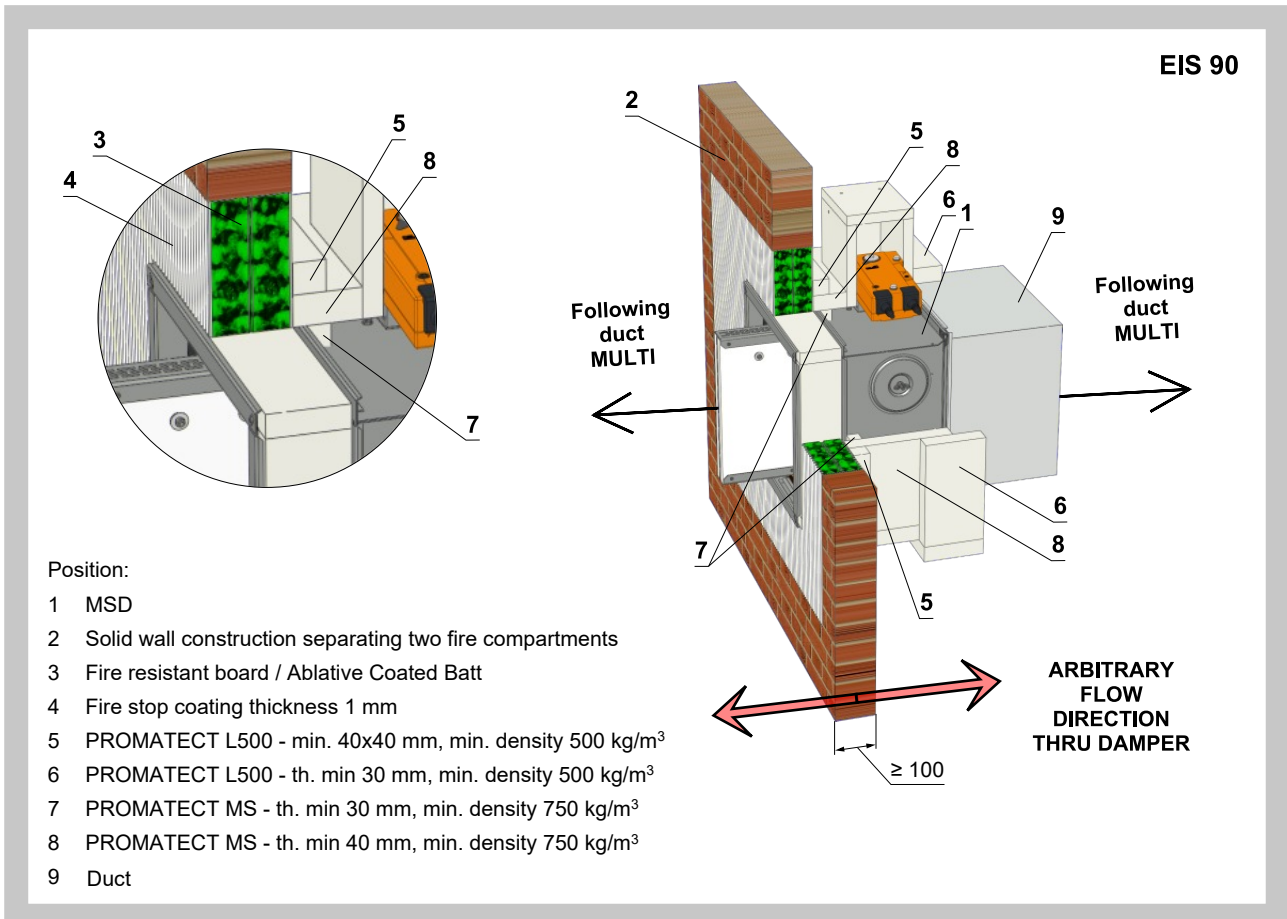 EIS 90
3
4
5
8
7
2
5
8
6
1
9
Following
duct
MULTI
Following
duct
MULTI
7
6
8
5
ARBITRARY
FLOW
DIRECTION
THRU DAMPER
≥ 100
Position:
1 MSD
2 Solid wall construction separating two fire compartments
3 Fire resistant board / Ablative Coated Batt
4 Fire stop coating thickness 1 mm
5 PROMATECT L500 - min. 40x40 mm, min. density 500 kg/m³
6 PROMATECT L500 - th. min 30 mm, min. density 500 kg/m³
7 PROMATECT MS - th. min 30 mm, min. density 750 kg/m³
8 PROMATECT MS - th. min 40 mm, min. density 750 kg/m³
9 Duct